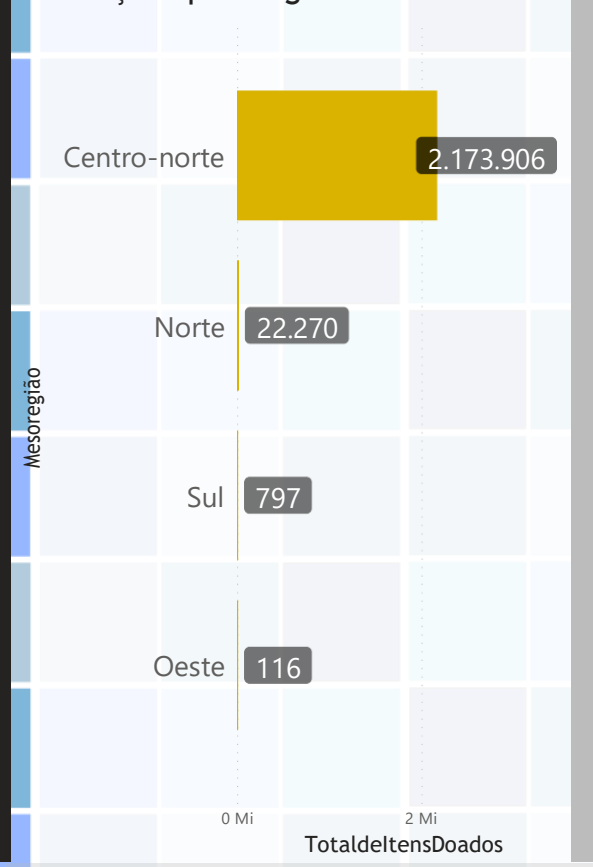 Centro-norte 2.173.906
Norte 22.270
Mesoregião
Sul 797
Oeste 116
0 Mi 2 Mi
TotaldeItensDoados